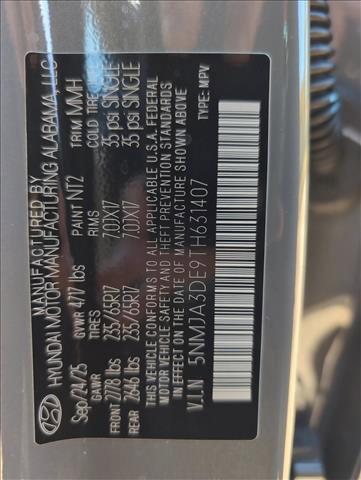 MANUFACTURED BY
HYUNDAI MOTOR MANUFACTURING ALABAMA, LLC
Sep/24/25 GVWR 4717 lbs PAINT NT2 TRIM MMH
GAWR TIRES RIMS COLD TIRE
FRONT 2778 lbs 235/65R17 7.0JX17 35 psi SINGLE
REAR 2646 lbs 235/65R17 7.0JX17 35 psi SINGLE
THIS VEHICLE CONFORMS TO ALL APPLICABLE U.S.A. FEDERAL
MOTOR VEHICLE SAFETY AND THEFT PREVENTION STANDARDS
IN EFFECT ON THE DATE OF MANUFACTURE SHOWN ABOVE
V.I.N 5NMJA3DE9TH631407 TYPE: MPV